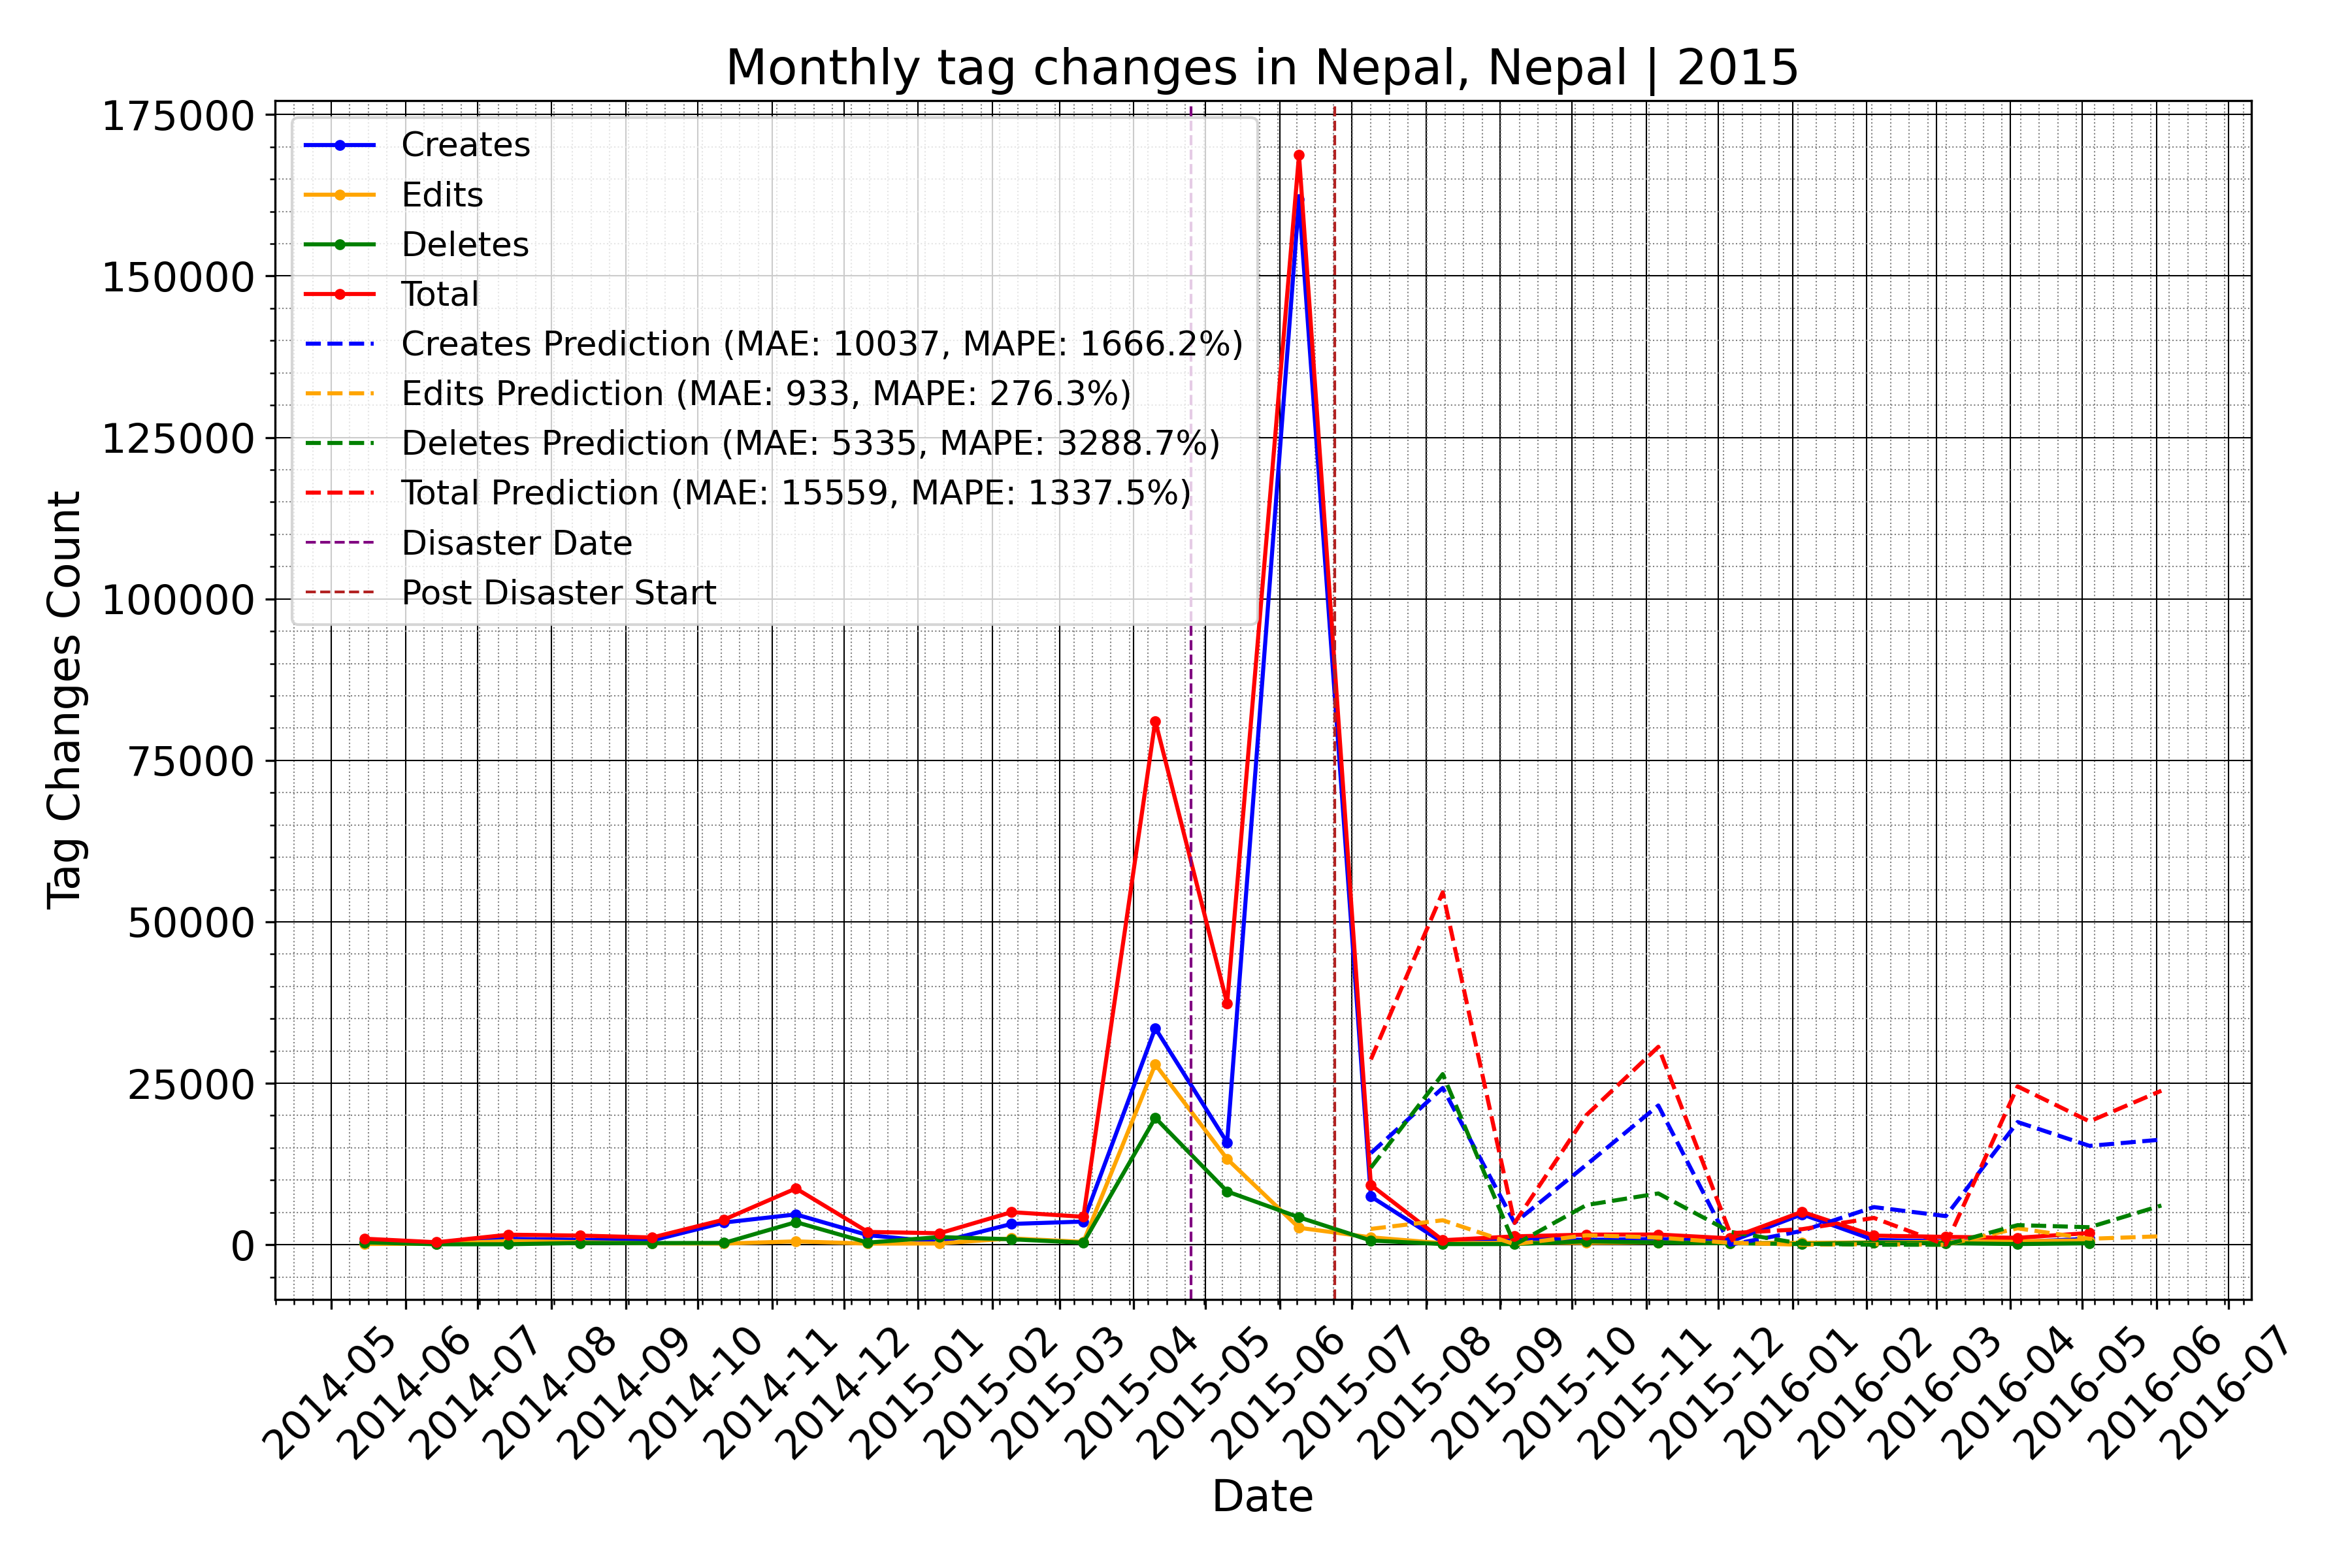 Monthly tag changes in Nepal, Nepal | 2015
175000
150000
125000
100000
75000
50000
25000
0
Tag Changes Count
Creates
Edits
Deletes
Total
Creates Prediction (MAE: 10037, MAPE: 1666.2%)
Edits Prediction (MAE: 933, MAPE: 276.3%)
Deletes Prediction (MAE: 5335, MAPE: 3288.7%)
Total Prediction (MAE: 15559, MAPE: 1337.5%)
Disaster Date
Post Disaster Start
2014-05
2014-06
2014-07
2014-08
2014-09
2014-10
2014-11
2014-12
2015-01
2015-02
2015-03
2015-04
2015-05
2015-06
2015-07
2015-08
2015-09
2015-10
2015-11
2015-12
2016-01
2016-02
2016-03
2016-04
2016-05
2016-06
2016-07
Date